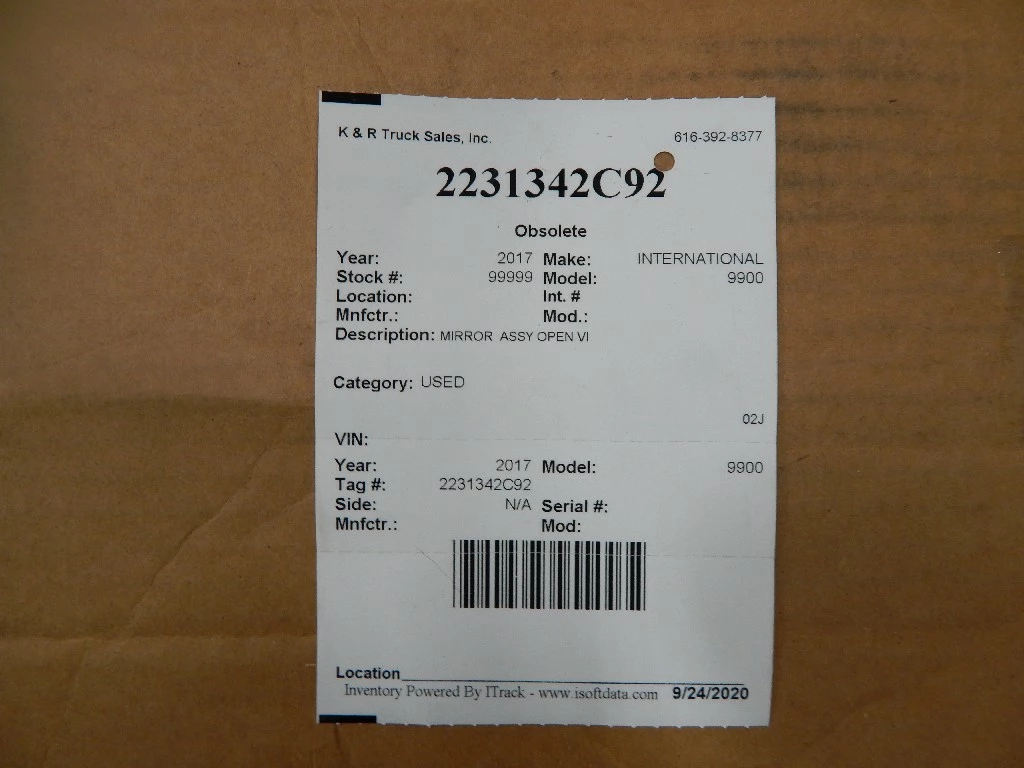 K & R Truck Sales, Inc. 616-392-8377
2231342C92
Obsolete
Year: 2017 Make: INTERNATIONAL
Stock #: 99999 Model: 9900
Location: Int. #
Mnfctr.: Mod.:
Description: MIRROR ASSY OPEN VI
Category: USED
02J
VIN:
Year: 2017 Model: 9900
Tag #: 2231342C92
Side: N/A Serial #:
Mnfctr.: Mod:
Location
Inventory Powered By ITrack - www.isoftdata.com 9/24/2020